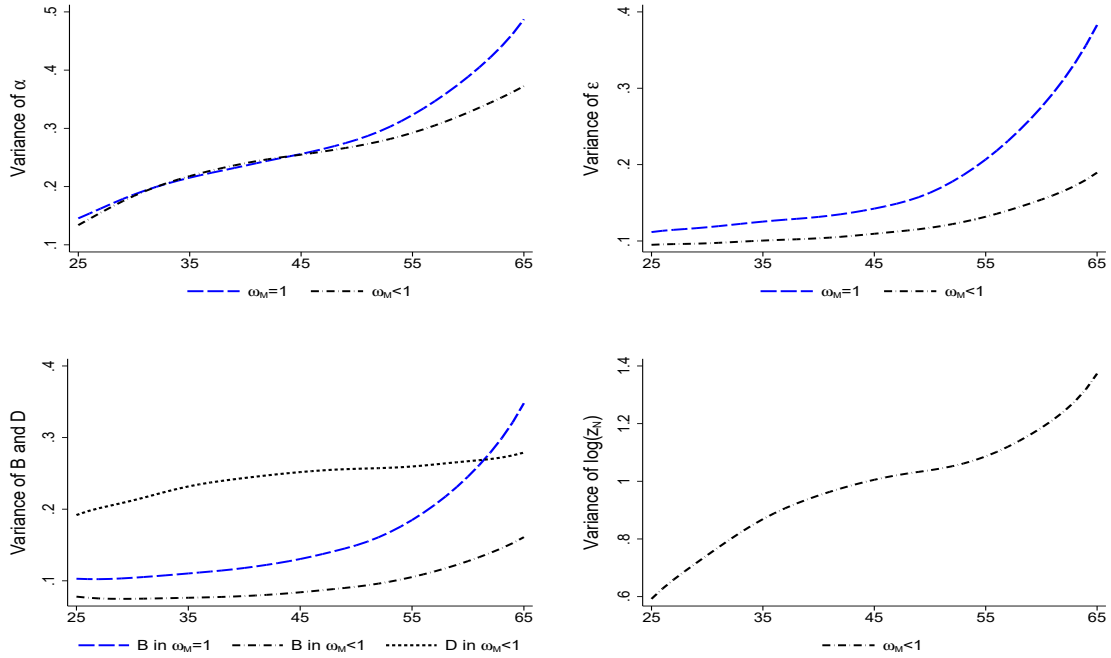 Variance of α
.5
.4
.3
.2
.1
25 35 45 55 65
ωM=1 ωM<1
Variance of ε
.4
.3
.2
.1
25 35 45 55 65
ωM=1 ωM<1
Variance of B and D
.4
.3
.2
.1
25 35 45 55 65
B in ωM=1 B in ωM<1 D in ωM<1
Variance of log(zN)
1.4
1.2
1
.8
.6
25 35 45 55 65
ωM<1